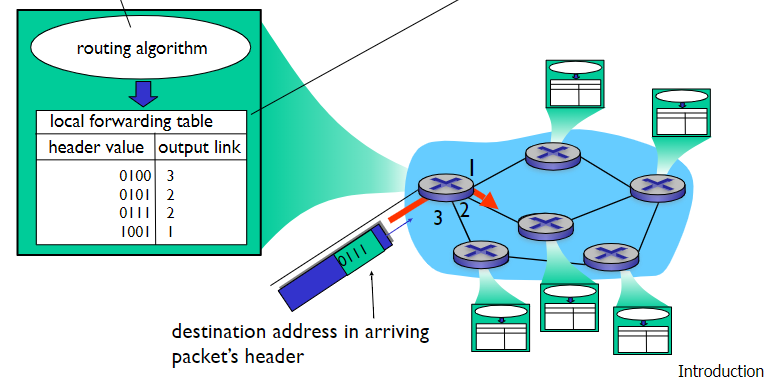 routing algorithm
local forwarding table
header value output link
0100 3
0101 2
0111 2
1001 1
1
2
3
0111
destination address in arriving
packet's header
Introduction